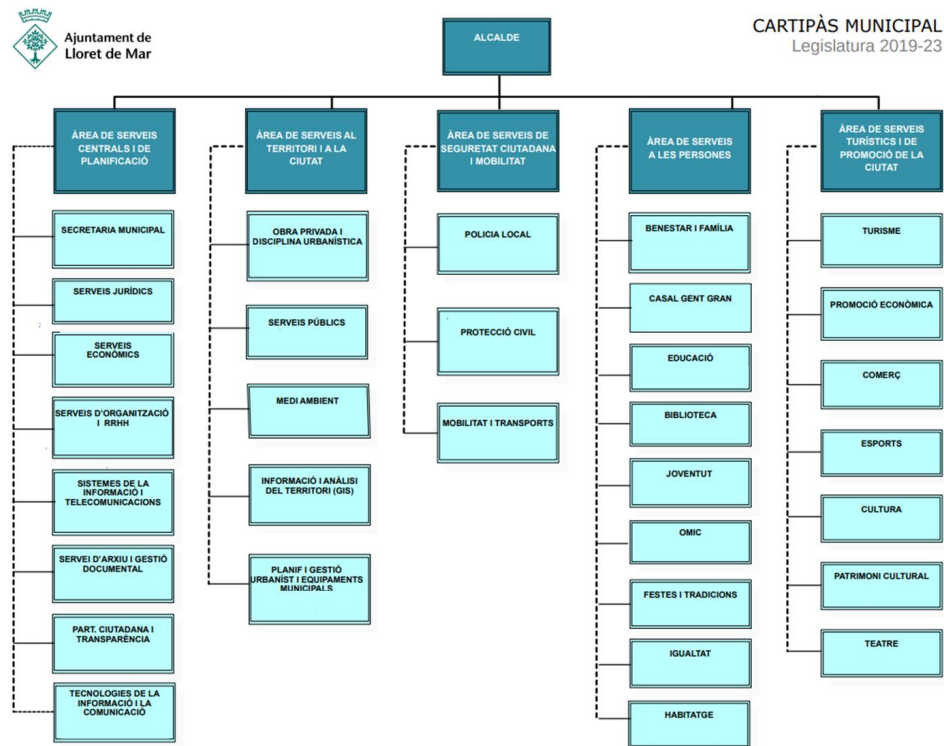 Ajuntament de
Lloret de Mar
CARTIPÀS MUNICIPAL
Legislatura 2019-23
ALCALDE
ÀREA DE SERVEIS
CENTRALS I DE
PLANIFICACIÓ
SECRETARIA MUNICIPAL
SERVEIS JURÍDICS
SERVEIS
ECONÒMICS
SERVEIS D'ORGANITZACIÓ
I RRHH
SISTEMES DE LA
INFORMACIÓ I
TELECOMUNICACIONS
SERVEI D'ARXIU I GESTIÓ
DOCUMENTAL
PART. CIUTADANA I
TRANSPARÈNCIA
TECNOLOGIES DE LA
INFORMACIÓ I LA
COMUNICACIÓ
ÀREA DE SERVEIS AL
TERRITORI I A LA
CIUTAT
OBRA PRIVADA I
DISCIPLINA URBANÍSTICA
SERVEIS PÚBLICS
MEDI AMBIENT
INFORMACIÓ I ANÀLISI
DEL TERRITORI (GIS)
PLANIF I GESTIÓ
URBANÍST I EQUIPAMENTS
MUNICIPALS
ÀREA DE SERVEIS DE
SEGURETAT CIUTADANA
I MOBILITAT
POLICIA LOCAL
PROTECCIÓ CIVIL
MOBILITAT I TRANSPORTS
ÀREA DE SERVEIS
A LES PERSONES
BENESTAR I FAMÍLIA
CASAL GENT GRAN
EDUCACIÓ
BIBLIOTECA
JOVENTUT
OMIC
FESTES I TRADICIONS
IGUALTAT
HABITATGE
ÀREA DE SERVEIS
TURÍSTICS I DE
PROMOCIÓ DE LA
CIUTAT
TURISME
PROMOCIÓ ECONÒMICA
COMERÇ
ESPORTS
CULTURA
PATRIMONI CULTURAL
TEATRE